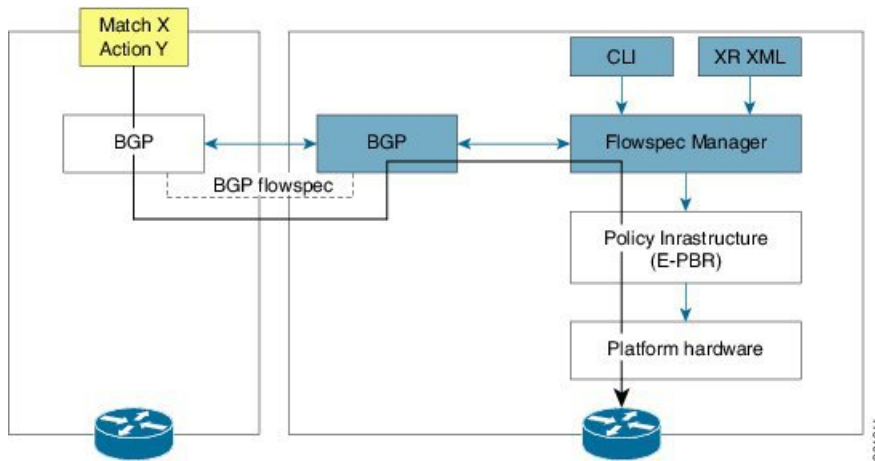 Match X
Action Y
CLI
XR XML
BGP
BGP
Flowspec Manager
BGP flowspec
Policy Inrastructure
(E-PBR)
Platform hardware